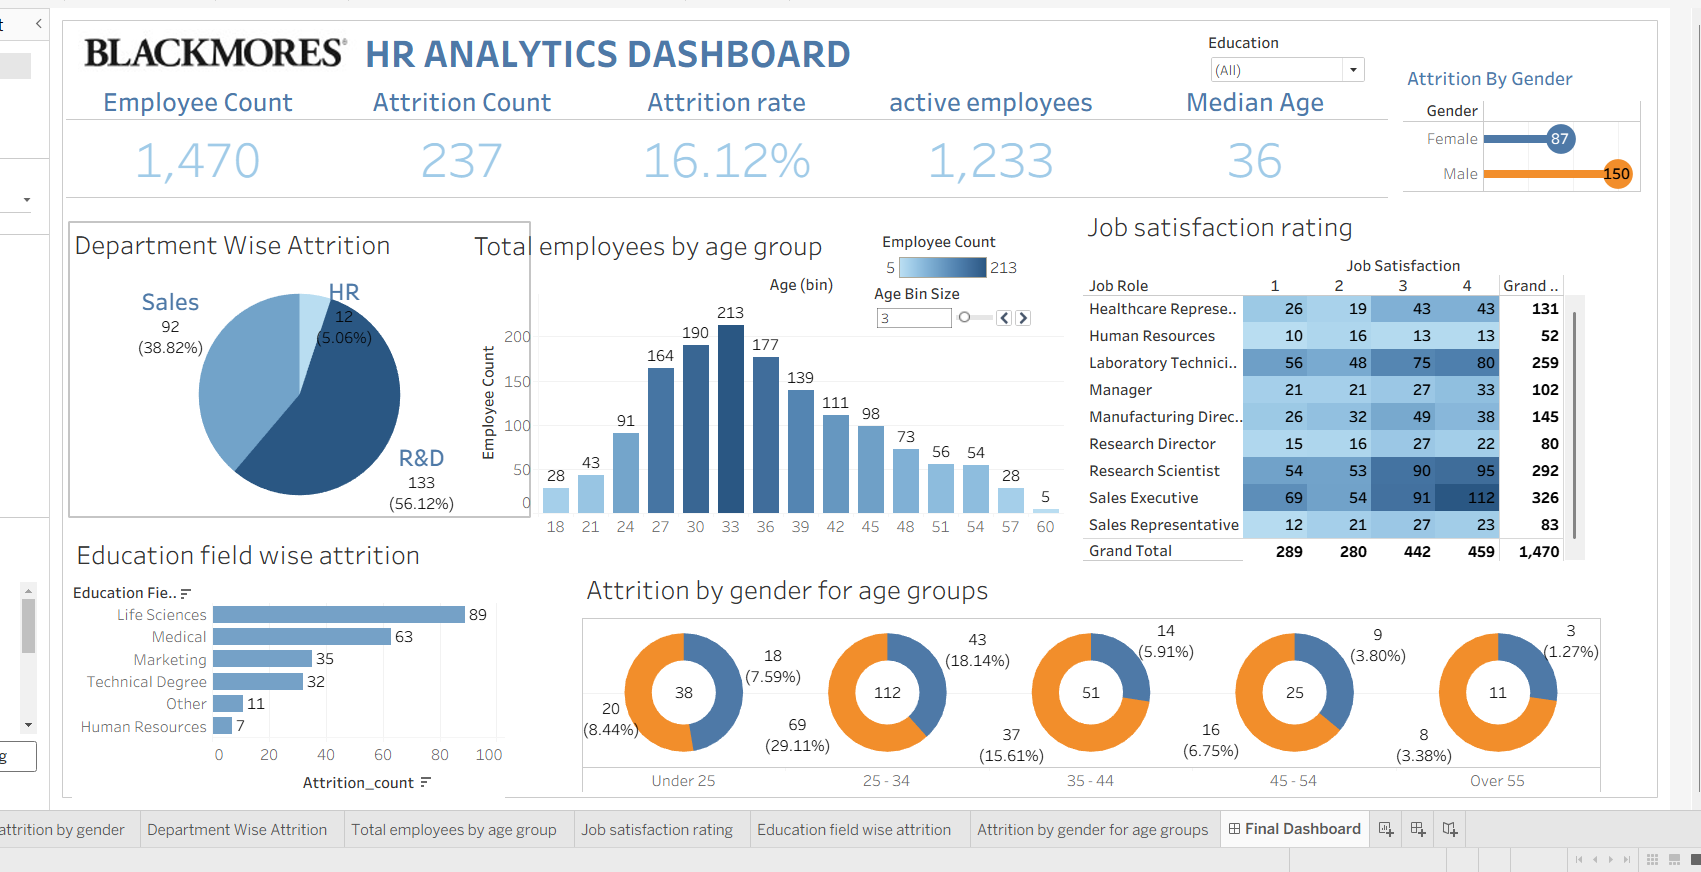 t
BLACKMORES® HR ANALYTICS DASHBOARD
Education
(All)
Employee Count Attrition Count Attrition rate active employees Median Age
1,470 237 16.12% 1,233 36
Attrition By Gender
Gender
Female 87
Male 150
Department Wise Attrition
HR
12
(5.06%)
Sales
92
(38.82%)
R&D
133
(56.12%)
Total employees by age group
Employee Count
5 213
Age (bin)
Age Bin Size
3
Employee Count
200
150
100
50
0
28 43 91 164 190 213 177 139 111 98 73 56 54 28 5
18 21 24 27 30 33 36 39 42 45 48 51 54 57 60
Job satisfaction rating
Job Satisfaction
Job Role 1 2 3 4 Grand ..
Healthcare Represe.. 26 19 43 43 131
Human Resources 10 16 13 13 52
Laboratory Technici.. 56 48 75 80 259
Manager 21 21 27 33 102
Manufacturing Direc.. 26 32 49 38 145
Research Director 15 16 27 22 80
Research Scientist 54 53 90 95 292
Sales Executive 69 54 91 112 326
Sales Representative 12 21 27 23 83
Grand Total 289 280 442 459 1,470
Education field wise attrition
Education Fie..
Life Sciences 89
Medical 63
Marketing 35
Technical Degree 32
Other 11
Human Resources 7
0 20 40 60 80 100
Attrition_count
Attrition by gender for age groups
38
18
(7.59%)
20
(8.44%)
112
43
(18.14%)
69
(29.11%)
51
14
(5.91%)
37
(15.61%)
25
9
(3.80%)
16
(6.75%)
11
3
(1.27%)
8
(3.38%)
Under 25 25 - 34 35 - 44 45 - 54 Over 55
g
attrition by gender Department Wise Attrition Total employees by age group Job satisfaction rating Education field wise attrition Attrition by gender for age groups Final Dashboard